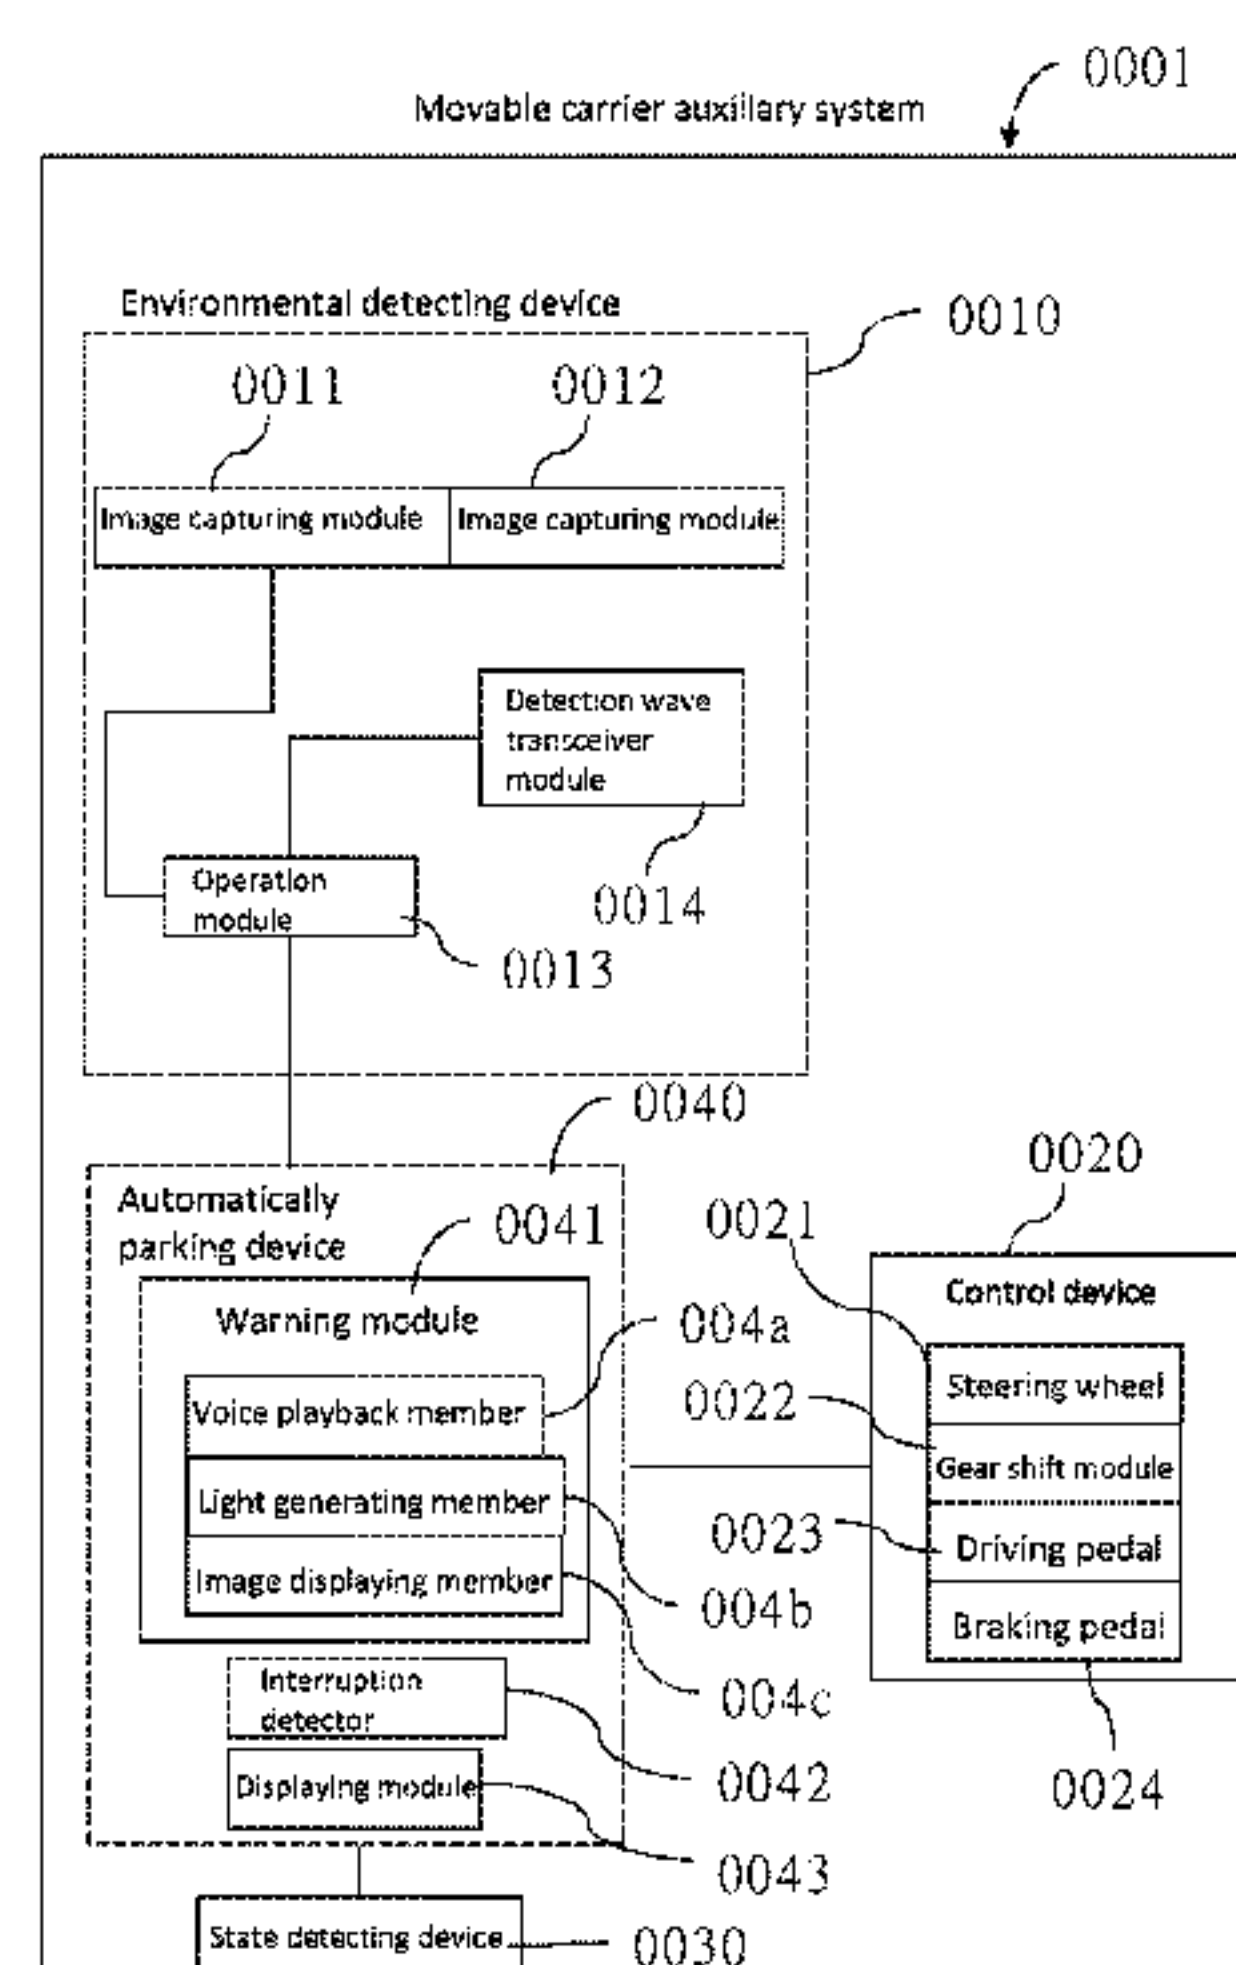 0001
Movable carrier auxillary system
Environmental detecting device
0010
0011
0012
Image capturing module
Image capturing module
Detection wave
transceiver
module
0014
Operation
module
0013
0040
Automatically
parking device
0041
Warning module
004a
Voice playback member
Light generating member
Image displaying member
004b
004c
Interruption
detector
0042
Displaying module
0043
State detecting device
0030
0020
0021
Control device
Steering wheel
0022
Gear shift module
0023
Driving pedal
Braking pedal
0024